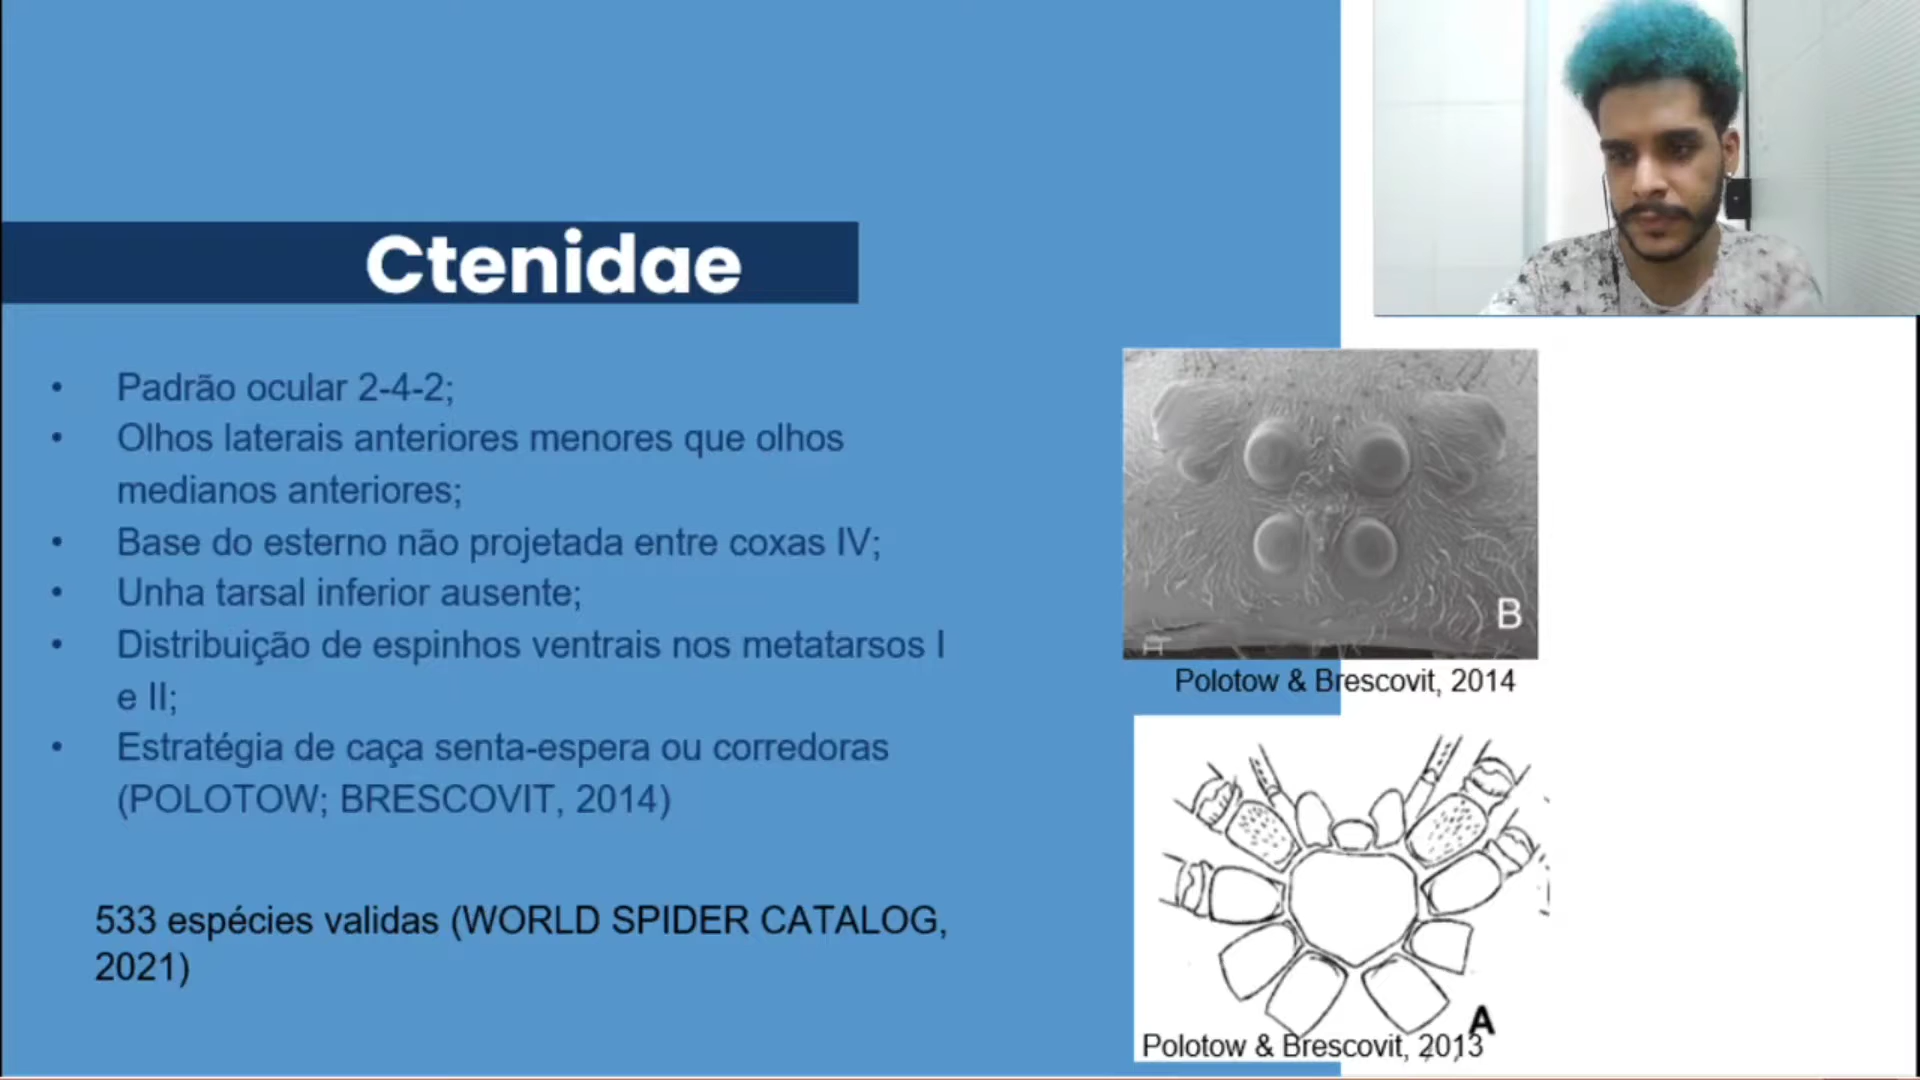 Ctenidae
• Padrão ocular 2-4-2;
• Olhos laterais anteriores menores que olhos
medianos anteriores;
• Base do esterno não projetada entre coxas IV;
• Unha tarsal inferior ausente;
• Distribuição de espinhos ventrais nos metatarsos I
e II;
• Estratégia de caça senta-espera ou corredoras
(POLOTOW; BRESCOVIT, 2014)
533 espécies validas (WORLD SPIDER CATALOG,
2021)
B
Polotow & Brescovit, 2014
A
Polotow & Brescovit, 2013